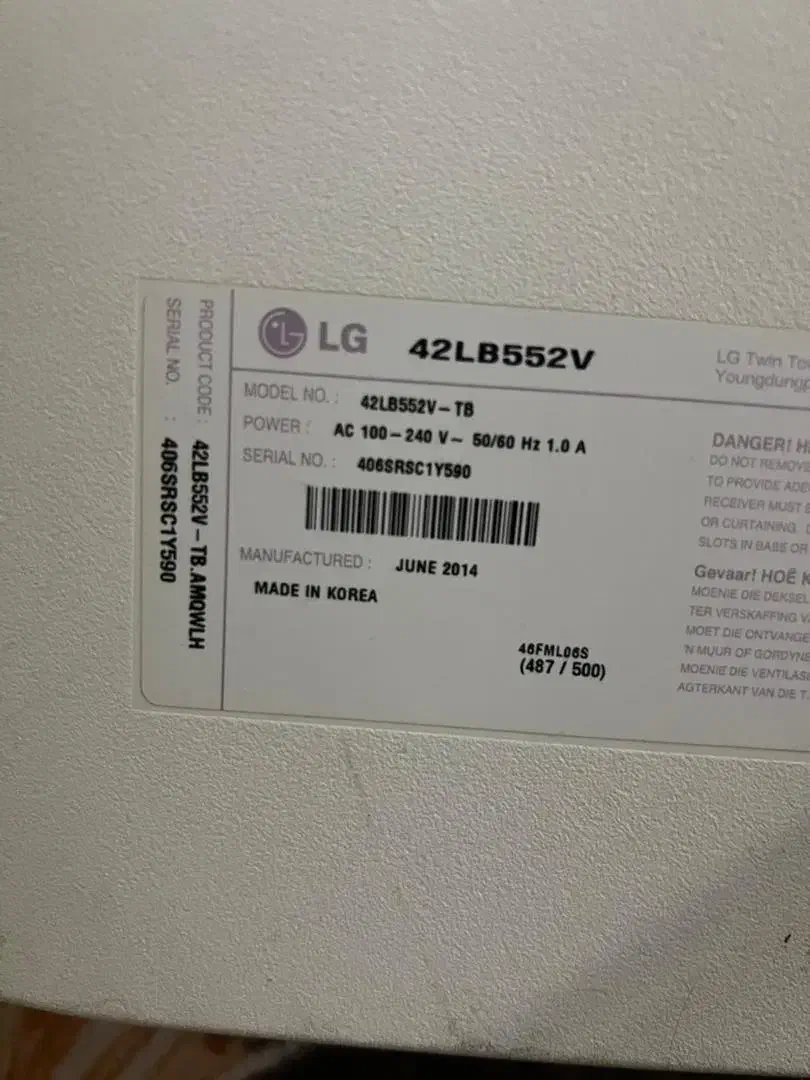 PRODUCT CODE : 42LB552V-TB.AMQWLH
SERIAL NO. : 406SRSC1Y590
LG 42LB552V
MODEL NO. : 42LB552V-TB
POWER : AC 100-240 V~ 50/60 Hz 1.0 A
SERIAL NO. : 406SRSC1Y590
MANUFACTURED : JUNE 2014
MADE IN KOREA
46FML06S
(487 / 500)
LG Twin
DANGER!
DO NOT REMOVE
TO PROVIDE
RECEIVER MUST
OR CURTAINING.
SLOTS IN BASE OR
Gevaar! HOË
MOENIE DIE DEKSEL
TER VERSKAFFING
MOET DIE ONTVANGE
'N MUUR OF GORDYNE
MOENIE DIE VENTILAS
AGTERKANT VAN DIE